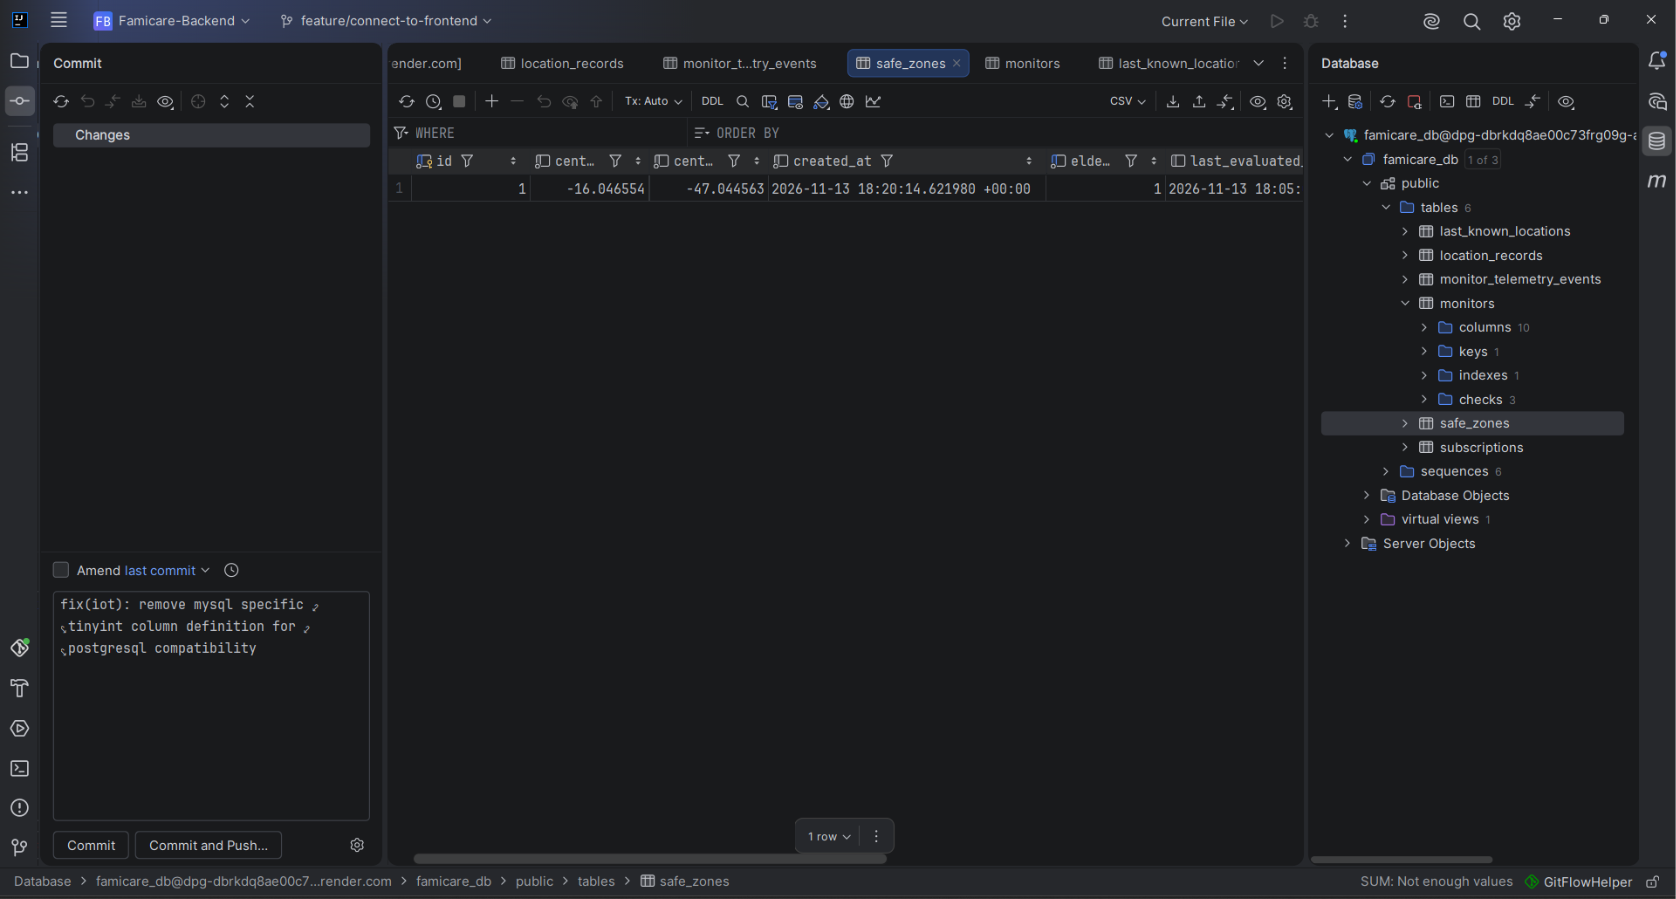 FB Famicare-Backend feature/connect-to-frontend Current File
Commit
Changes
Amend last commit
fix(iot): remove mysql specific
tinyint column definition for
postgresql compatibility
Commit Commit and Push...
ender.com] location_records monitor_t...try_events safe_zones monitors last_known_locatior
Tx: Auto DDL CSV
WHERE ORDER BY
id cent... cent... created_at elde... last_evaluated_
1 1 -16.046554 -47.044563 2026-11-13 18:20:14.621980 +00:00 1 2026-11-13 18:05:
1 row
Database
DDL
famicare_db@dpg-dbrkdq8ae00c73frg09g-a
famicare_db 1 of 3
public
tables 6
last_known_locations
location_records
monitor_telemetry_events
monitors
columns 10
keys 1
indexes 1
checks 3
safe_zones
subscriptions
sequences 6
Database Objects
virtual views 1
Server Objects
m
Database > famicare_db@dpg-dbrkdq8ae00c7...render.com > famicare_db > public > tables > safe_zones
SUM: Not enough values GitFlowHelper